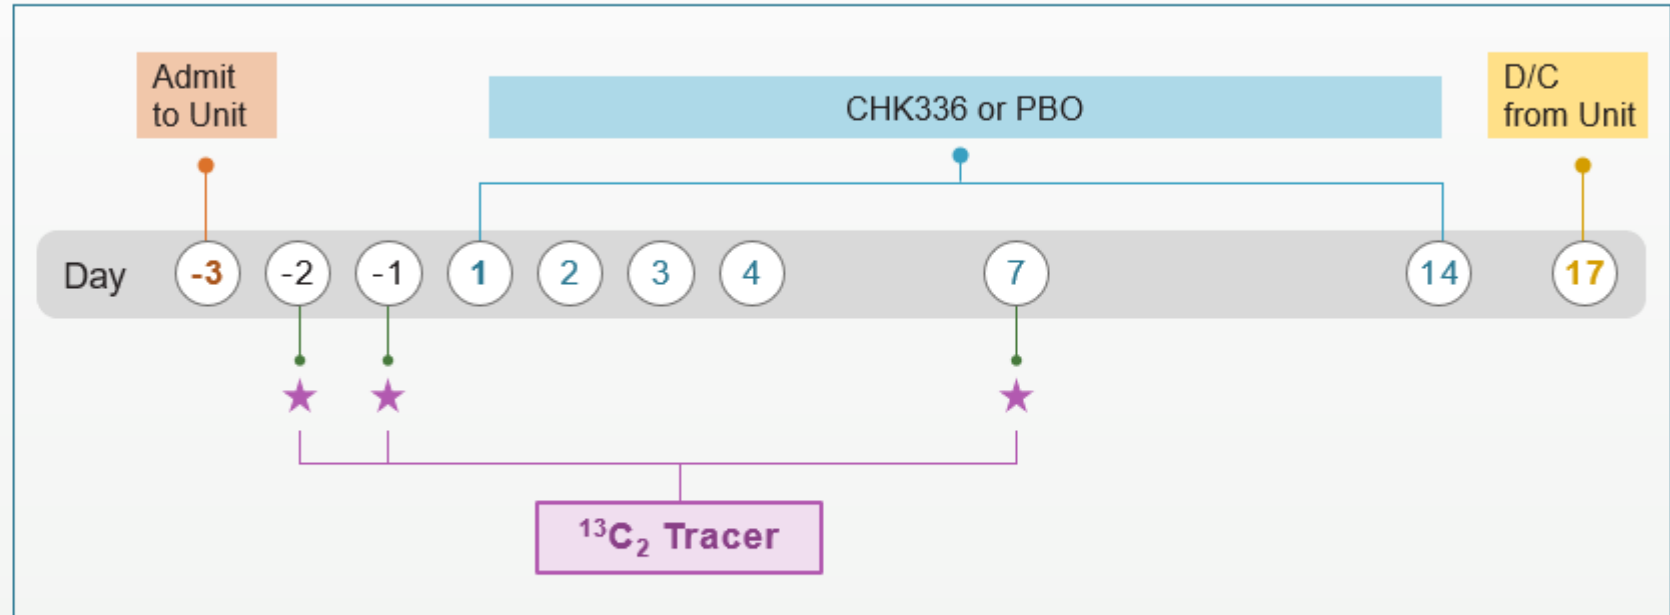 Admit
to Unit
CHK336 or PBO
D/C
from Unit
Day -3 -2 -1 1 2 3 4 7 14 17
¹³C₂ Tracer